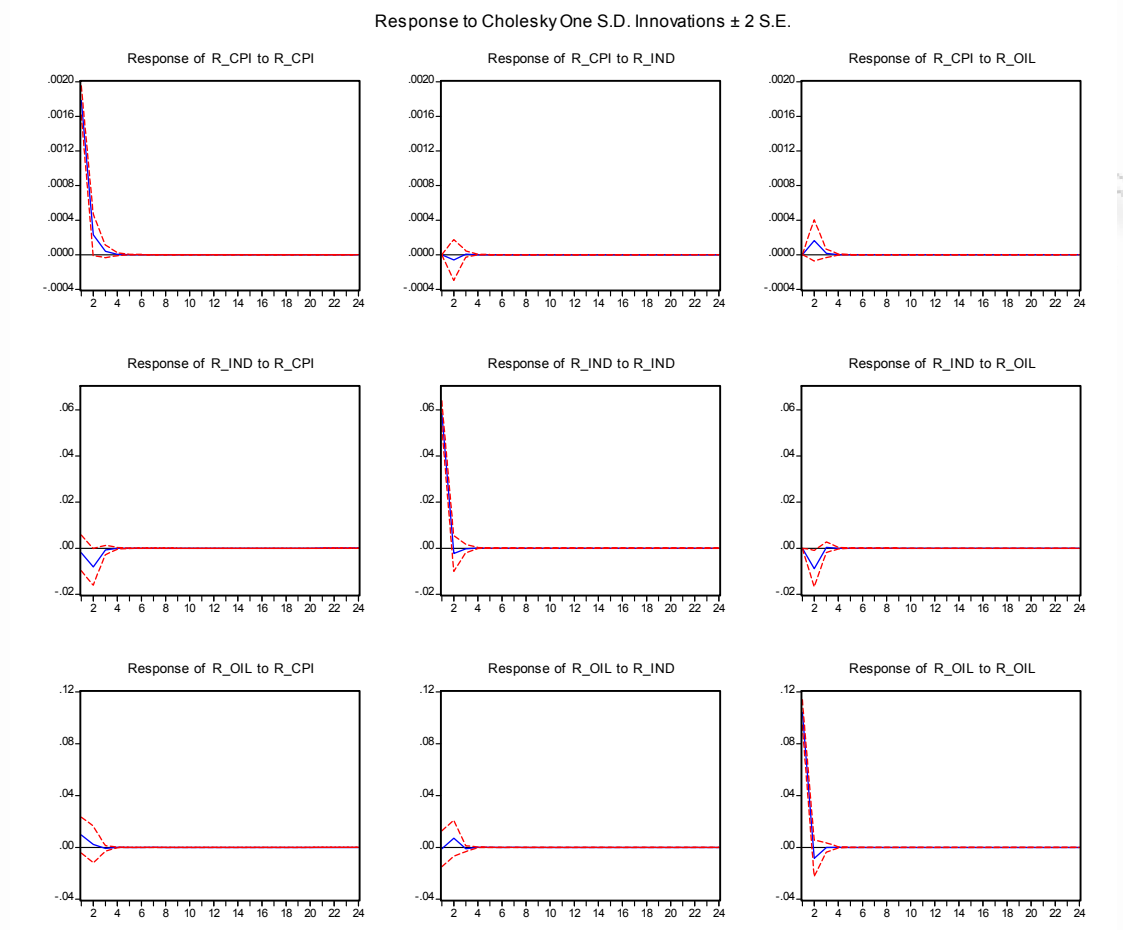 Response to Cholesky One S.D. Innovations ± 2 S.E.
Response of R_CPI to R_CPI
.0020
.0016
.0012
.0008
.0004
.0000
-.0004
2 4 6 8 10 12 14 16 18 20 22 24
Response of R_CPI to R_IND
.0020
.0016
.0012
.0008
.0004
.0000
-.0004
2 4 6 8 10 12 14 16 18 20 22 24
Response of R_CPI to R_OIL
.0020
.0016
.0012
.0008
.0004
.0000
-.0004
2 4 6 8 10 12 14 16 18 20 22 24
Response of R_IND to R_CPI
.06
.04
.02
.00
-.02
2 4 6 8 10 12 14 16 18 20 22 24
Response of R_IND to R_IND
.06
.04
.02
.00
-.02
2 4 6 8 10 12 14 16 18 20 22 24
Response of R_IND to R_OIL
.06
.04
.02
.00
-.02
2 4 6 8 10 12 14 16 18 20 22 24
Response of R_OIL to R_CPI
.12
.08
.04
.00
-.04
2 4 6 8 10 12 14 16 18 20 22 24
Response of R_OIL to R_IND
.12
.08
.04
.00
-.04
2 4 6 8 10 12 14 16 18 20 22 24
Response of R_OIL to R_OIL
.12
.08
.04
.00
-.04
2 4 6 8 10 12 14 16 18 20 22 24